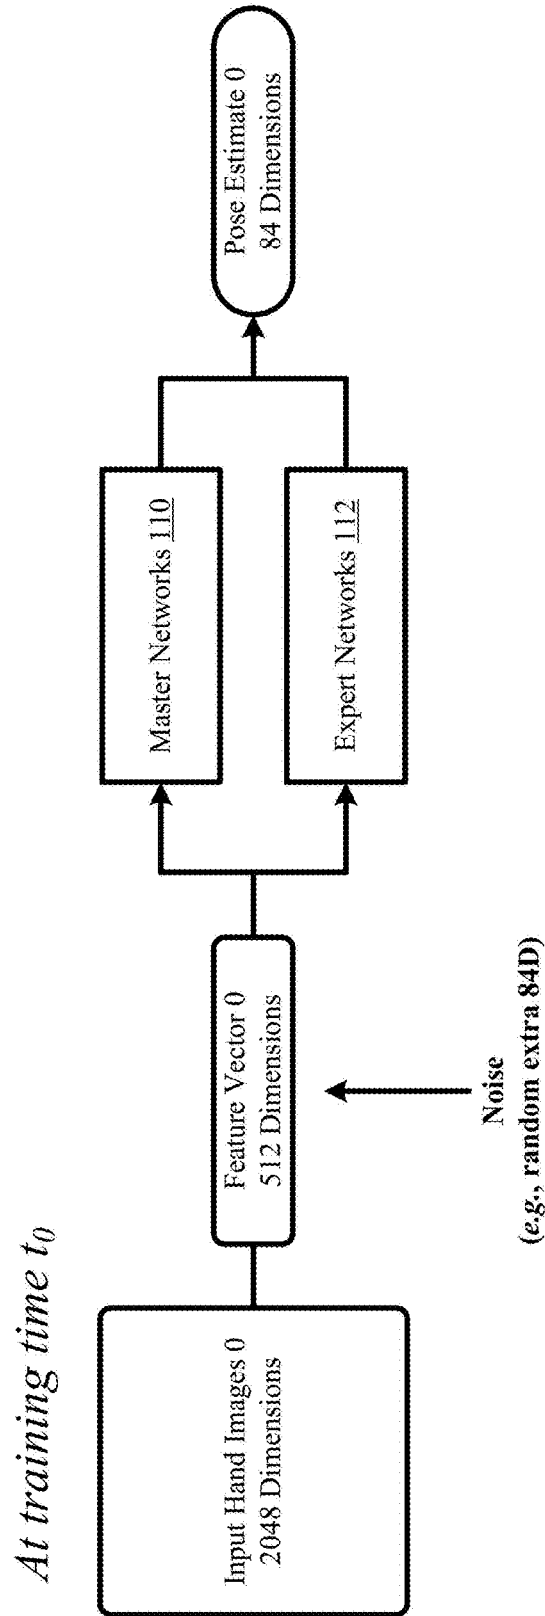 At training time t0
Input Hand Images 0
2048 Dimensions
Feature Vector 0
512 Dimensions
Noise
(e.g., random extra 84D)
Master Networks 110
Expert Networks 112
Pose Estimate 0
84 Dimensions